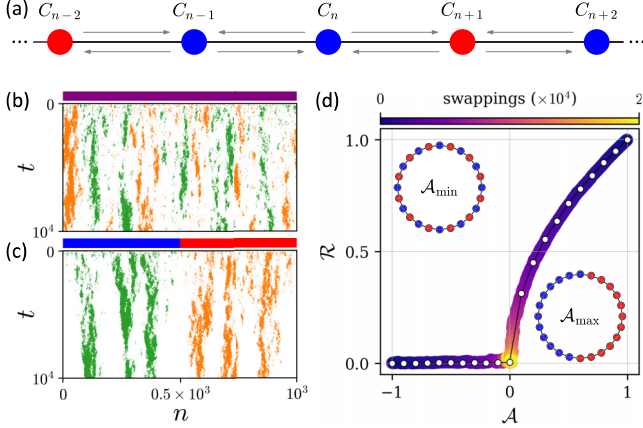 (a)
C_{n−2} C_{n−1} C_n C_{n+1} C_{n+2}
... ...
(b)
0
t
10^4
(c)
0
t
10^4
0 0.5×10^3 10^3
n
(d)
swappings (×10^4)
0 2
1.0
0.5
0.0
ℛ
𝒜_min
𝒜_max
−1 0 1
𝒜